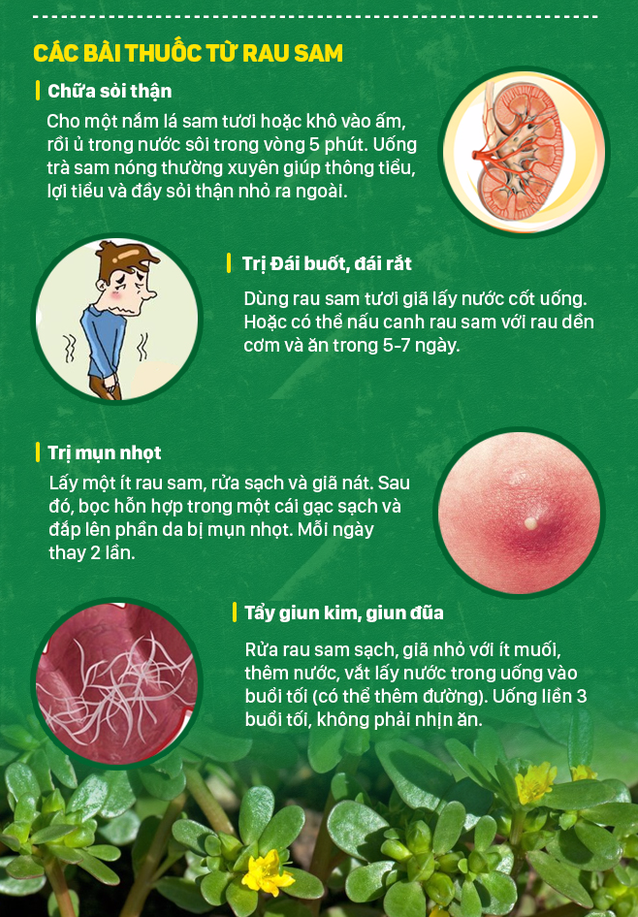 CÁC BÀI THUỐC TỪ RAU SAM
Chữa sỏi thận
Cho một nắm lá sam tươi hoặc khô vào ấm,
rồi ủ trong nước sôi trong vòng 5 phút. Uống
trà sam nóng thường xuyên giúp thông tiểu,
lợi tiểu và đẩy sỏi thận nhỏ ra ngoài.
Trị Đái buốt, đái rắt
Dùng rau sam tươi giã lấy nước cốt uống.
Hoặc có thể nấu canh rau sam với rau dền
cơm và ăn trong 5-7 ngày.
Trị mụn nhọt
Lấy một ít rau sam, rửa sạch và giã nát. Sau
đó, bọc hỗn hợp trong một cái gạc sạch và
đắp lên phần da bị mụn nhọt. Mỗi ngày
thay 2 lần.
Tẩy giun kim, giun đũa
Rửa rau sam sạch, giã nhỏ với ít muối,
thêm nước, vắt lấy nước trong uống vào
buổi tối (có thể thêm đường). Uống liền 3
buổi tối, không phải nhịn ăn.